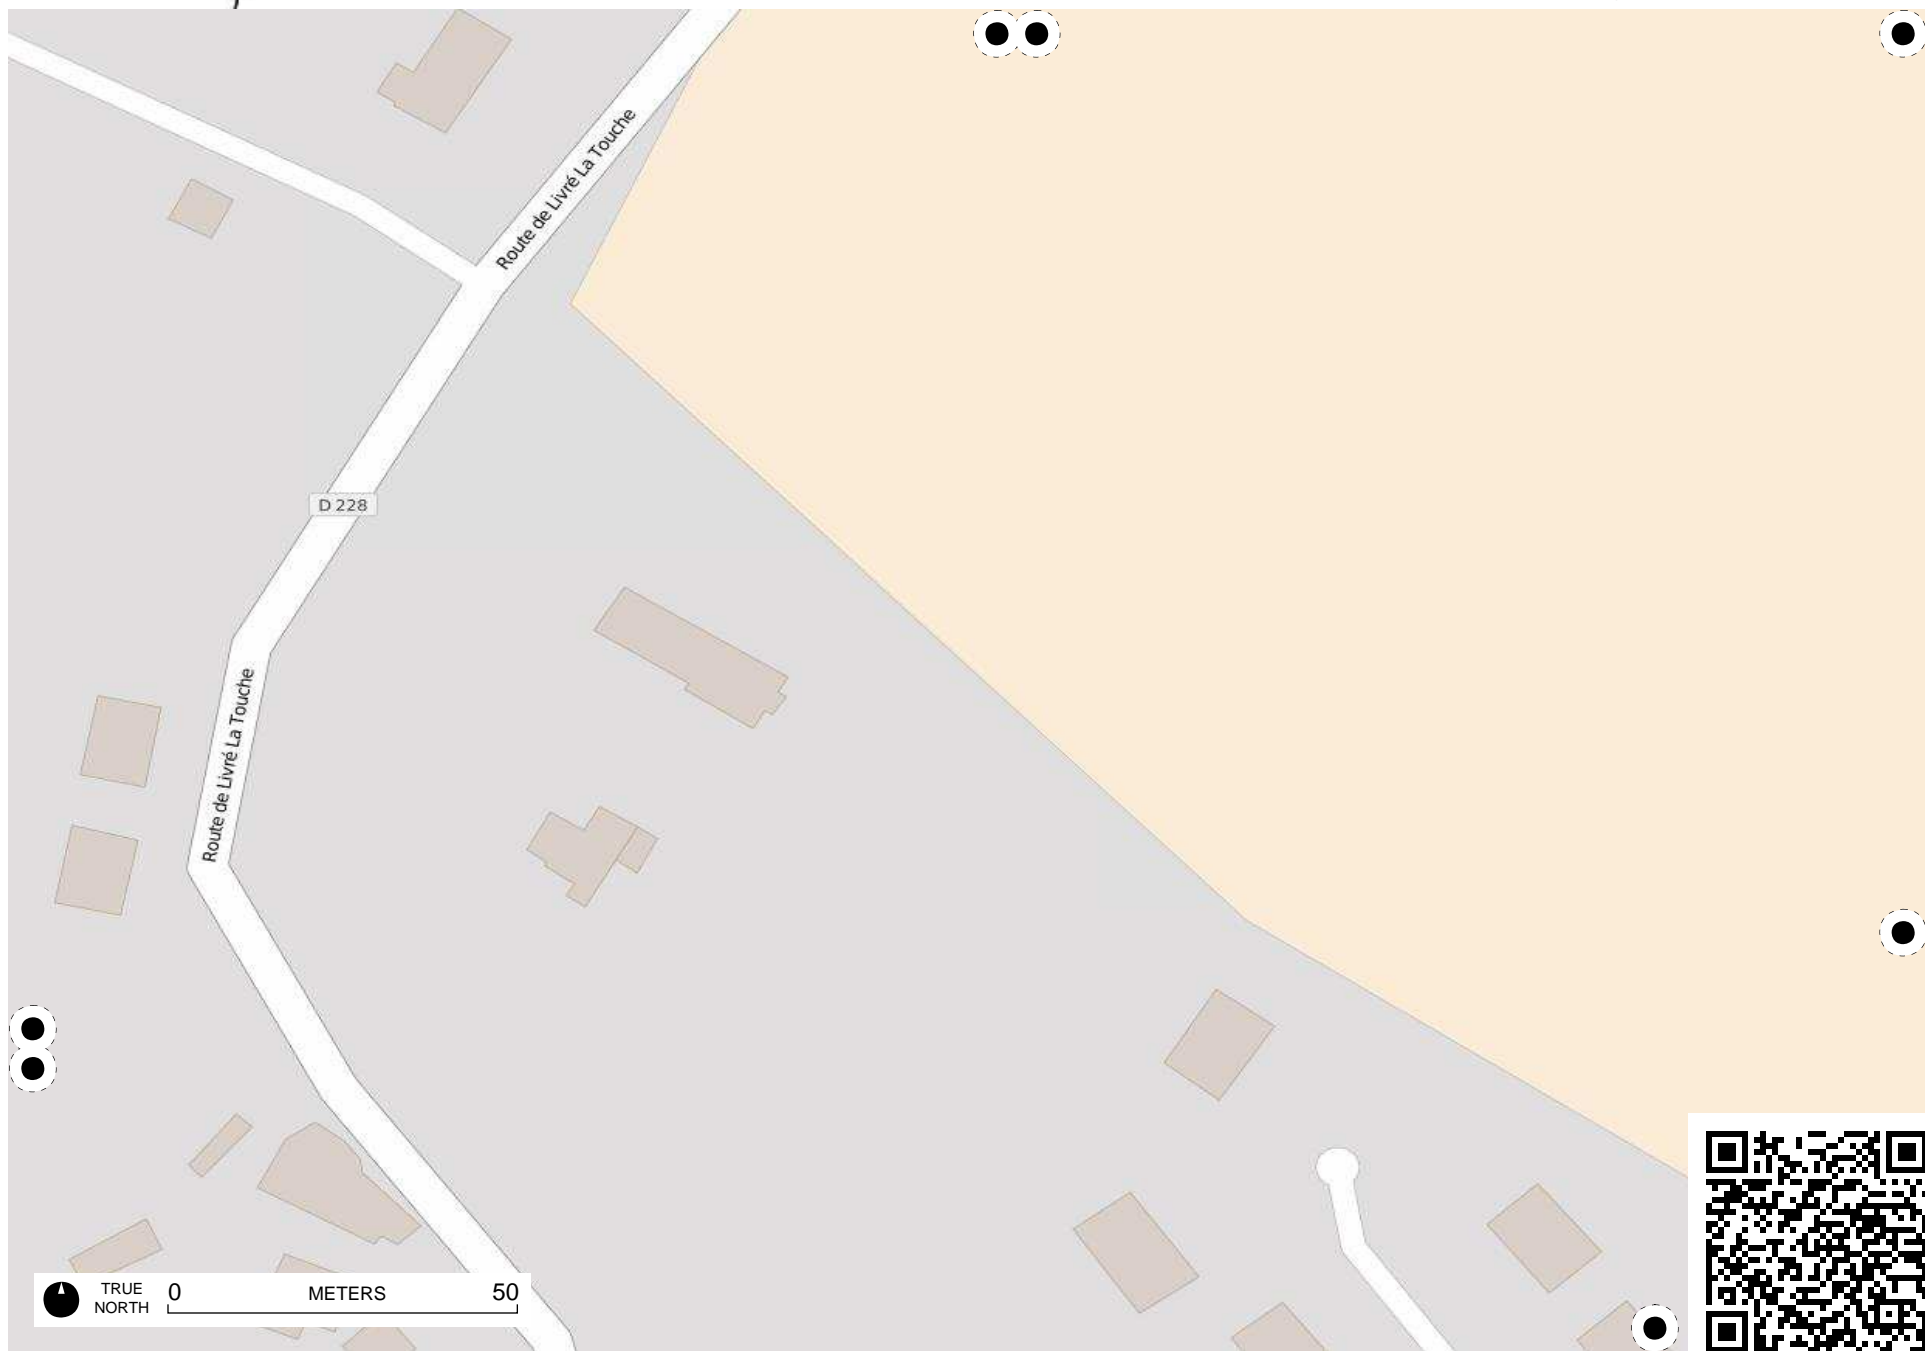 Route de Livré La Touche
D 228
Route de Livré La Touche
TRUE
NORTH
0 METERS 50